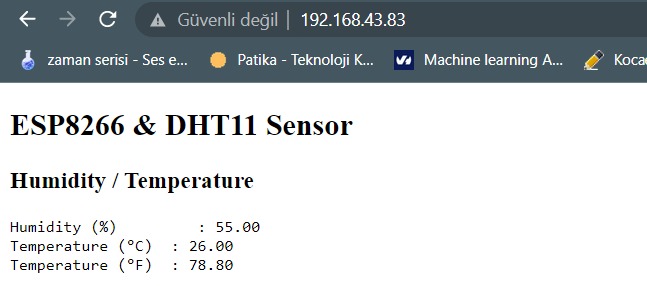 Güvenli değil | 192.168.43.83
zaman serisi - Ses e... Patika - Teknoloji K... Machine learning A... Kocae
ESP8266 & DHT11 Sensor
Humidity / Temperature
Humidity (%) : 55.00
Temperature (°C) : 26.00
Temperature (°F) : 78.80